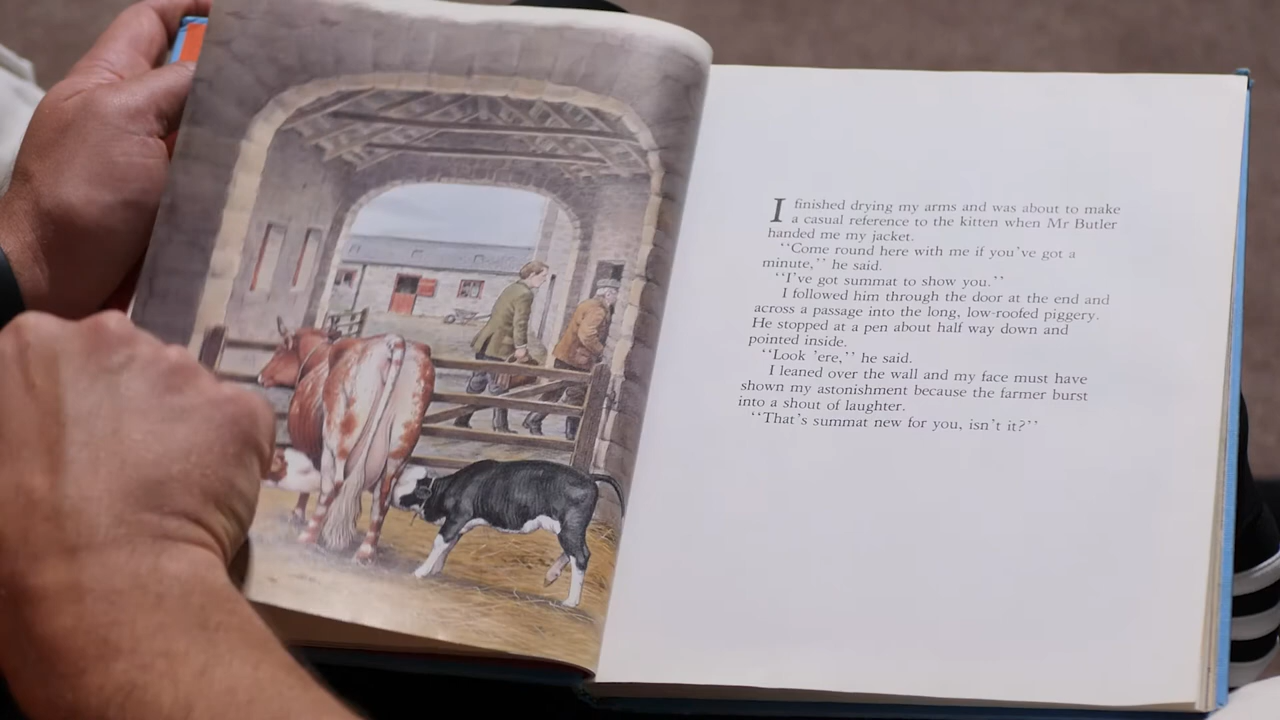 I finished drying my arms and was about to make
a casual reference to the kitten when Mr Butler
handed me my jacket.
‘‘Come round here with me if you’ve got a
minute,’’ he said.
‘‘I’ve got summat to show you.’’
I followed him through the door at the end and
across a passage into the long, low-roofed piggery.
He stopped at a pen about half way down and
pointed inside.
‘‘Look ’ere,’’ he said.
I leaned over the wall and my face must have
shown my astonishment because the farmer burst
into a shout of laughter.
‘‘That’s summat new for you, isn’t it?’’